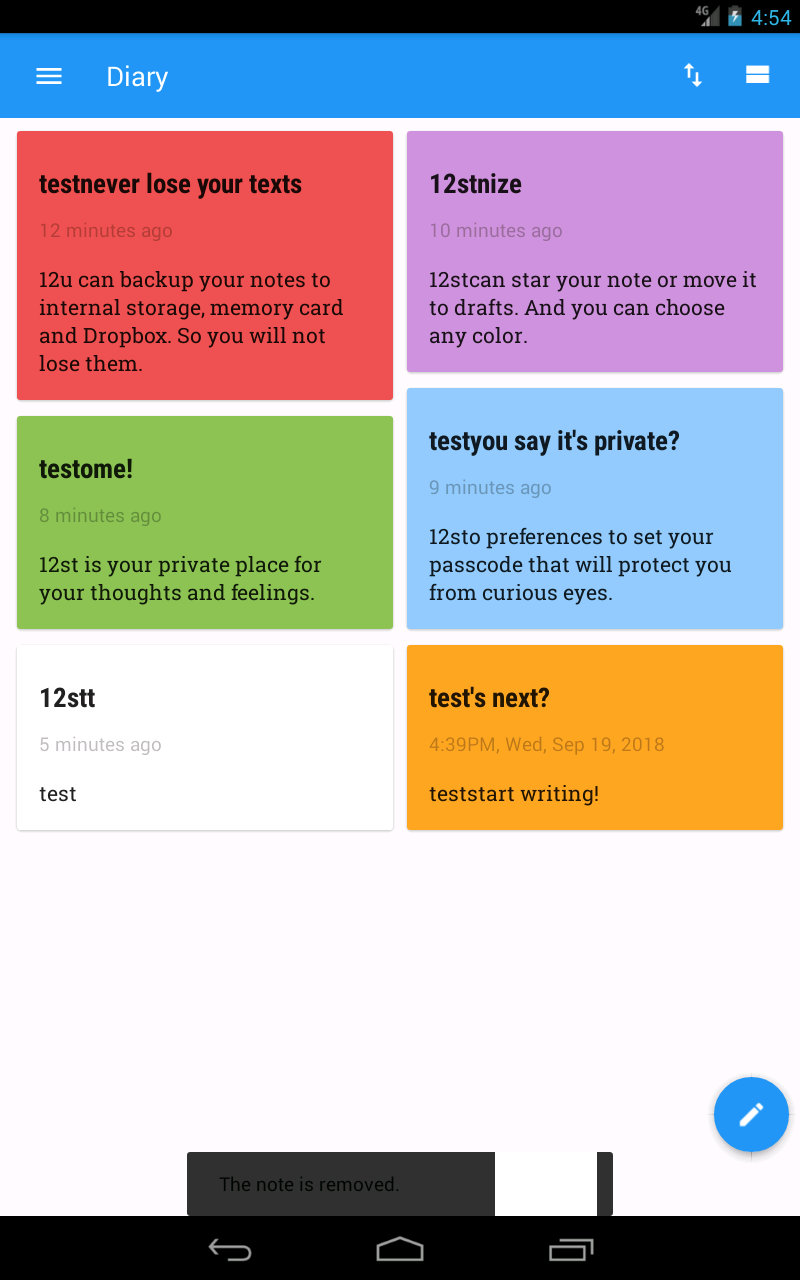 4G 4:54
Diary
testnever lose your texts
12 minutes ago
12u can backup your notes to
internal storage, memory card
and Dropbox. So you will not
lose them.
12stnize
10 minutes ago
12stcan star your note or move it
to drafts. And you can choose
any color.
testome!
8 minutes ago
12st is your private place for
your thoughts and feelings.
testyou say it's private?
9 minutes ago
12sto preferences to set your
passcode that will protect you
from curious eyes.
12stt
5 minutes ago
test
test's next?
4:39PM, Wed, Sep 19, 2018
teststart writing!
The note is removed.